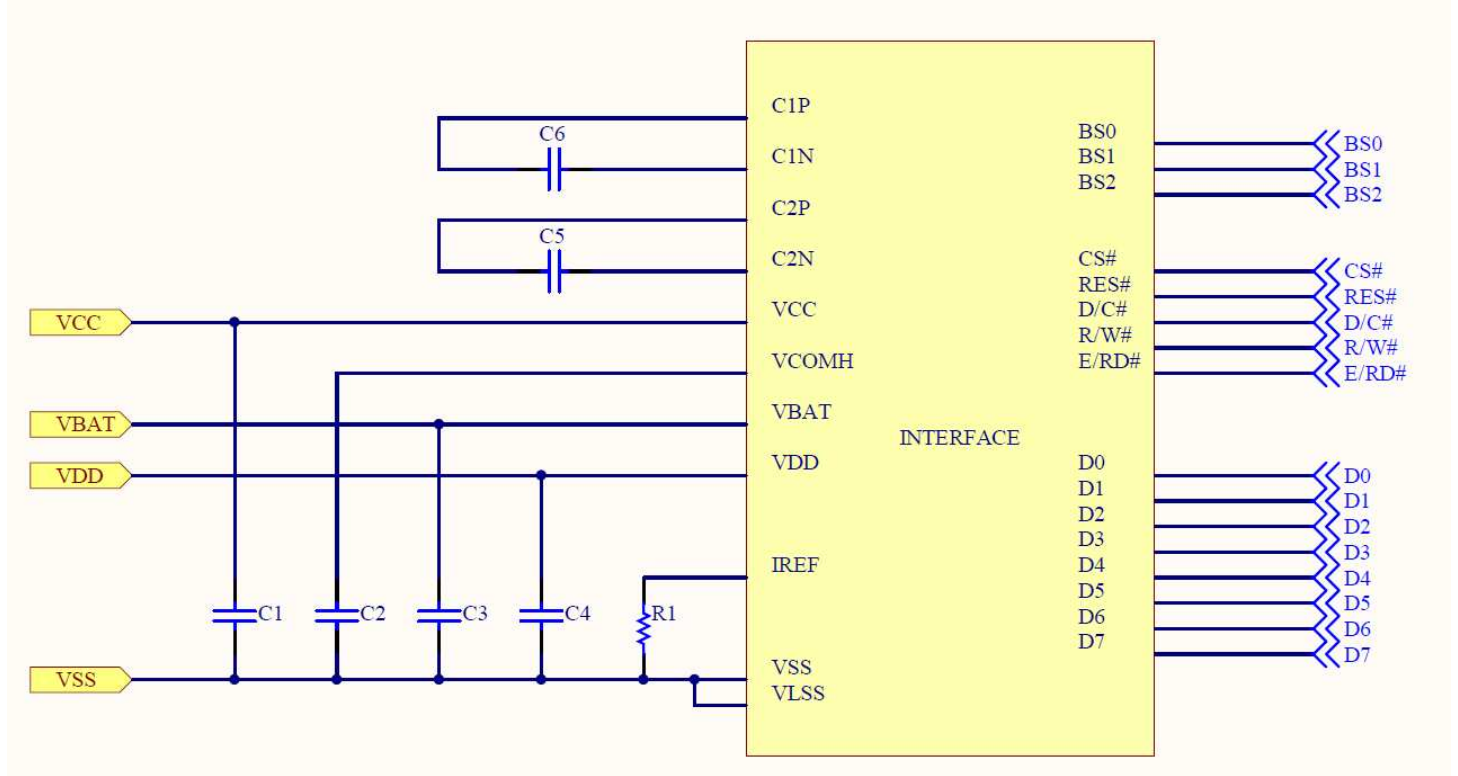 C1P
C6
BS0
BS0
C1N
BS1
BS1
BS2
BS2
C2P
C5
C2N
CS#
CS#
RES#
RES#
VCC
VCC
D/C#
D/C#
R/W#
R/W#
VCOMH
E/RD#
E/RD#
VBAT
VBAT
INTERFACE
VDD
VDD
D0
D0
D1
D1
D2
D2
D3
D3
IREF
D4
D4
D5
D5
C1
C2
C3
C4
R1
D6
D6
D7
D7
VSS
VSS
VLSS